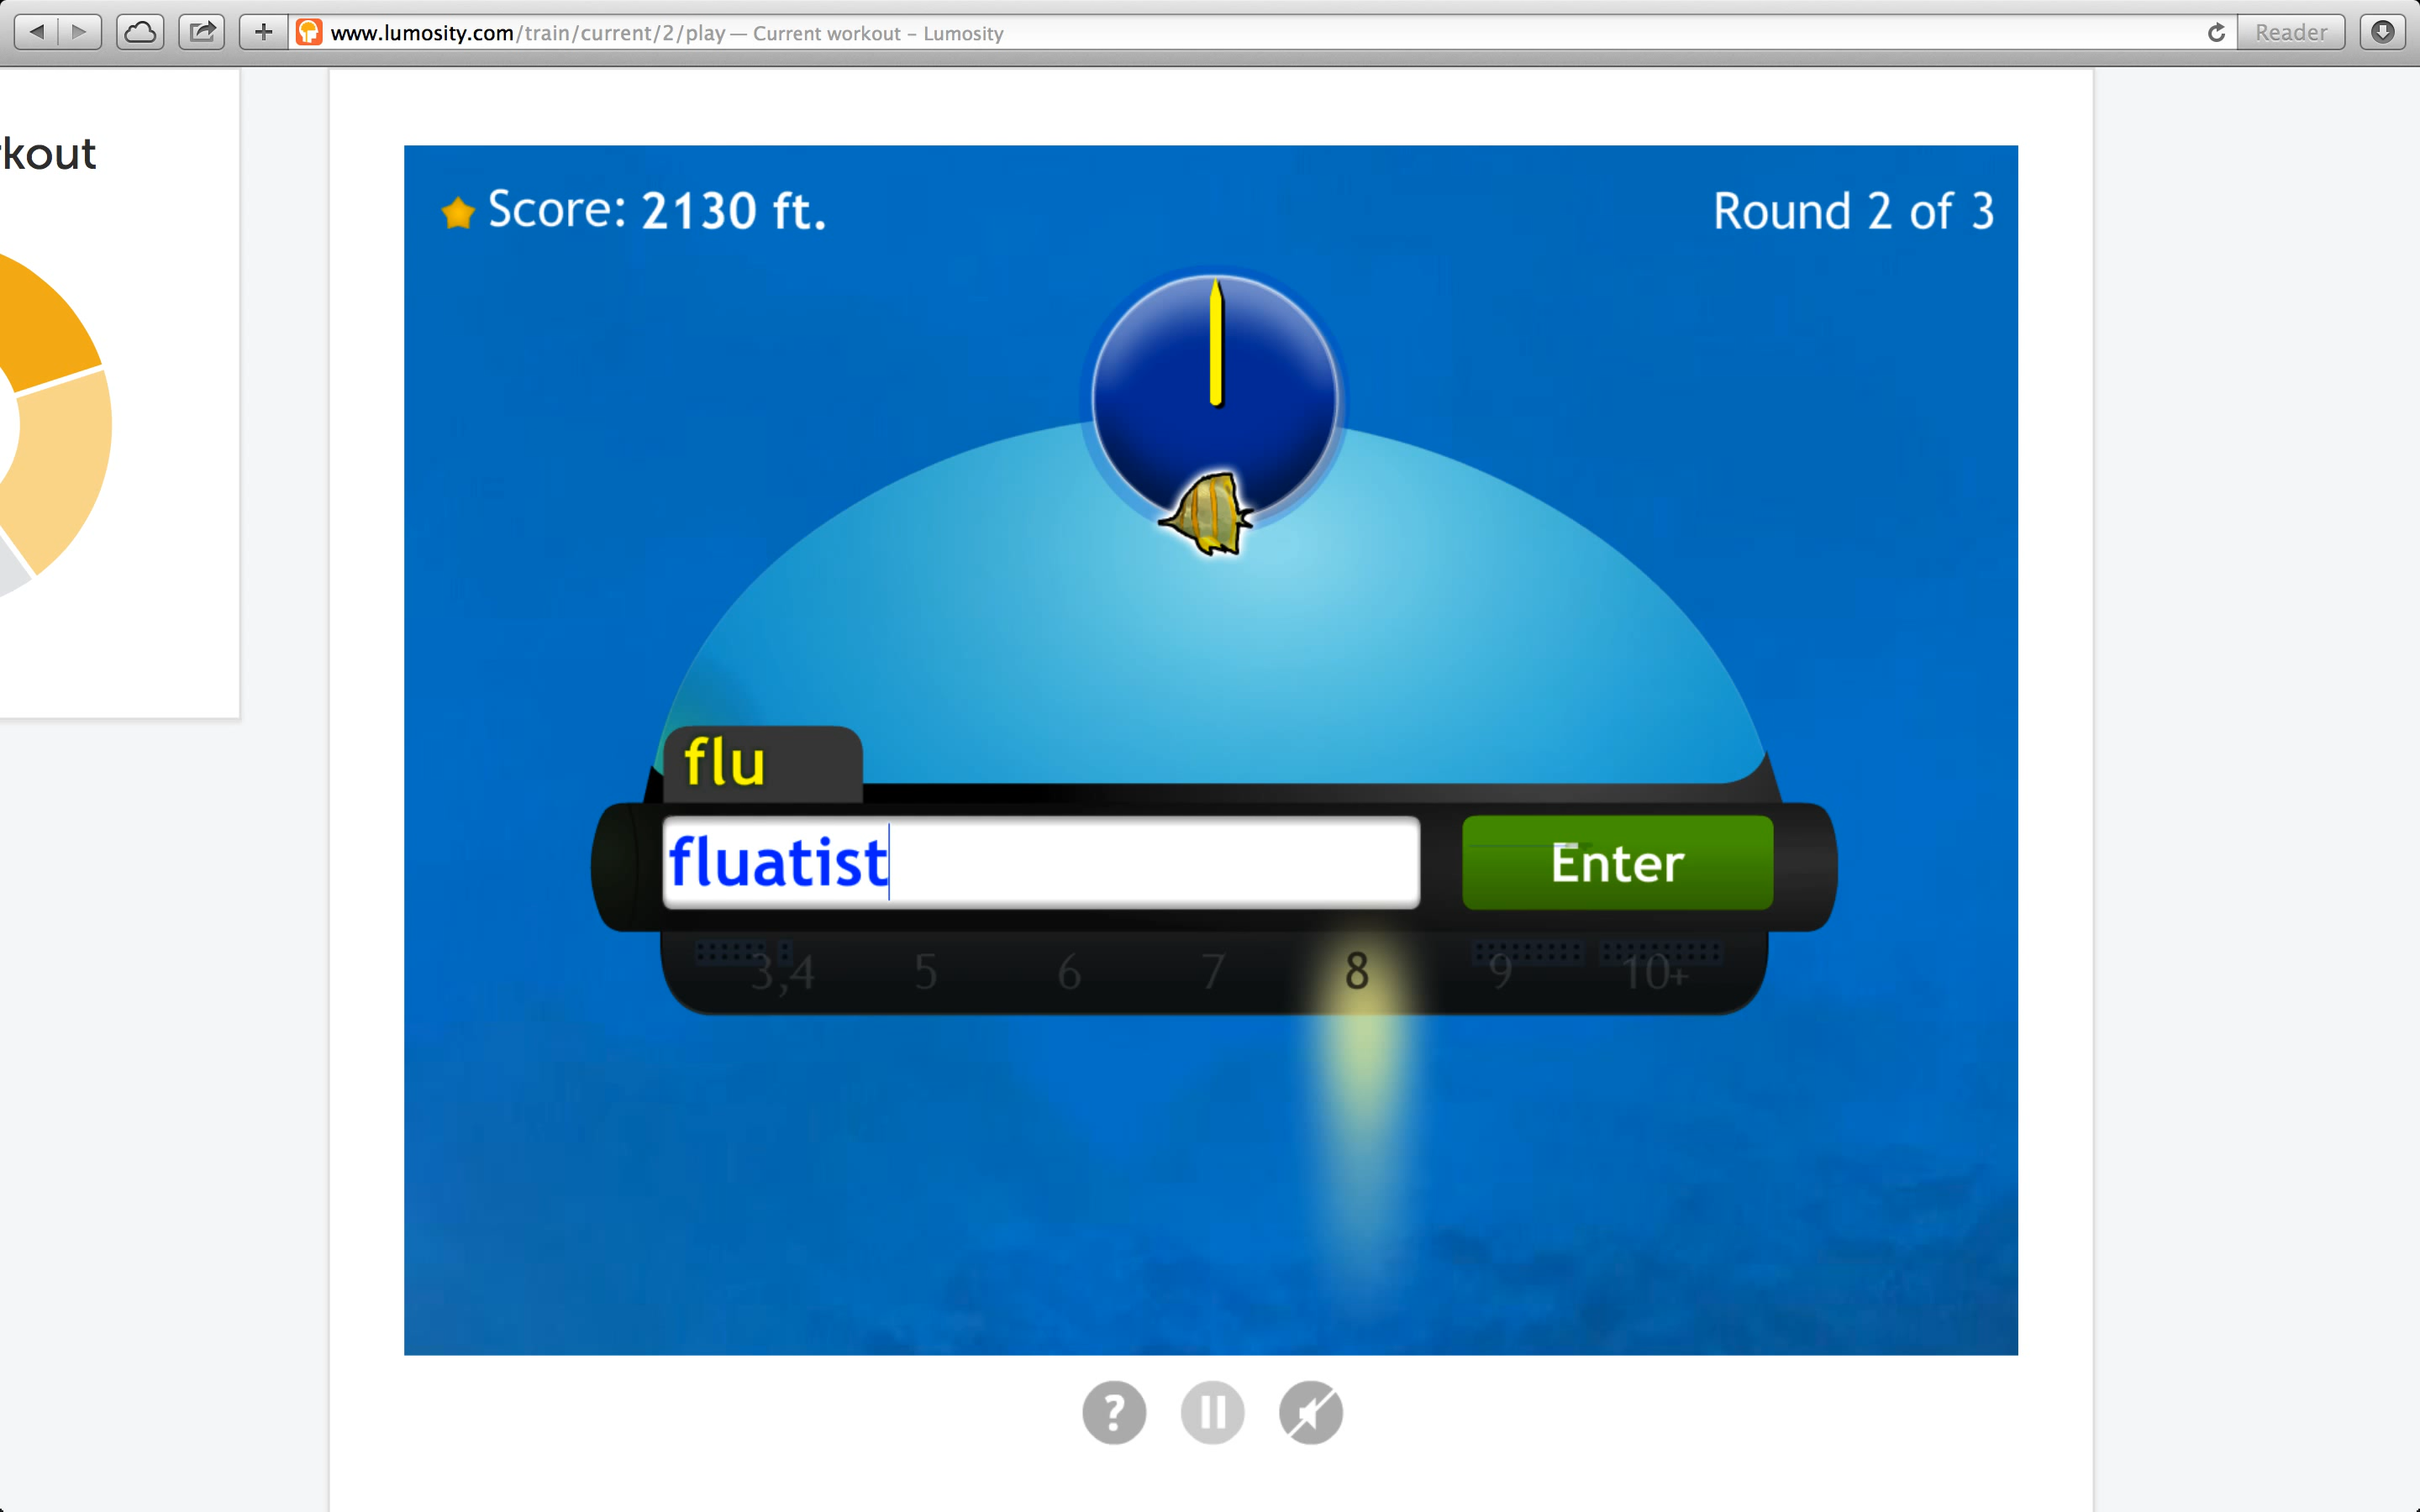 www.lumosity.com/train/current/2/play — Current workout – Lumosity
Reader
kout
Score: 2130 ft.
Round 2 of 3
flu
fluatist
Enter
3,4 5 6 7 8 9 10+
?